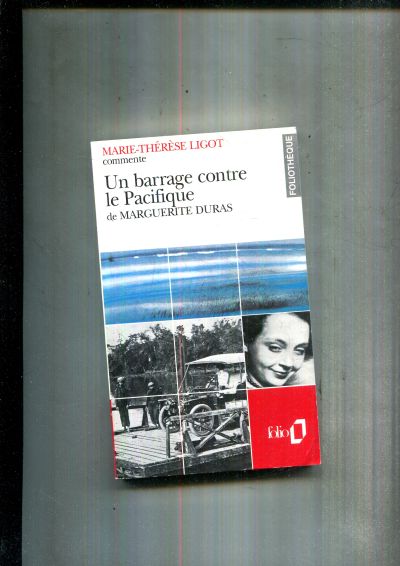 MARIE-THÉRÈSE LIGOT
commente
Un barrage contre
le Pacifique
de MARGUERITE DURAS
FOLIOTHÈQUE
folio